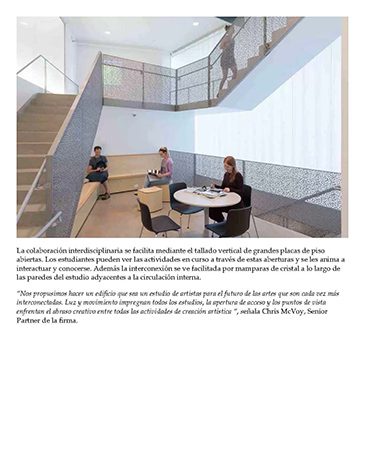 La colaboración interdisciplinaria se facilita mediante el tallado vertical de grandes placas de piso
abiertas. Los estudiantes pueden ver las actividades en curso a través de estas aberturas y se les anima a
interactuar y conocerse. Además la interconexión se ve facilitada por mamparas de cristal a lo largo de
las paredes del estudio adyacentes a la circulación interna.
“Nos propusimos hacer un edificio que sea un estudio de artistas para el futuro de las artes que son cada vez más
interconectadas. Luz y movimiento impregnan todos los estudios, la apertura de acceso y los puntos de vista
enfrentan el abraso creativo entre todas las actividades de creación artística “, señala Chris McVoy, Senior
Partner de la firma.